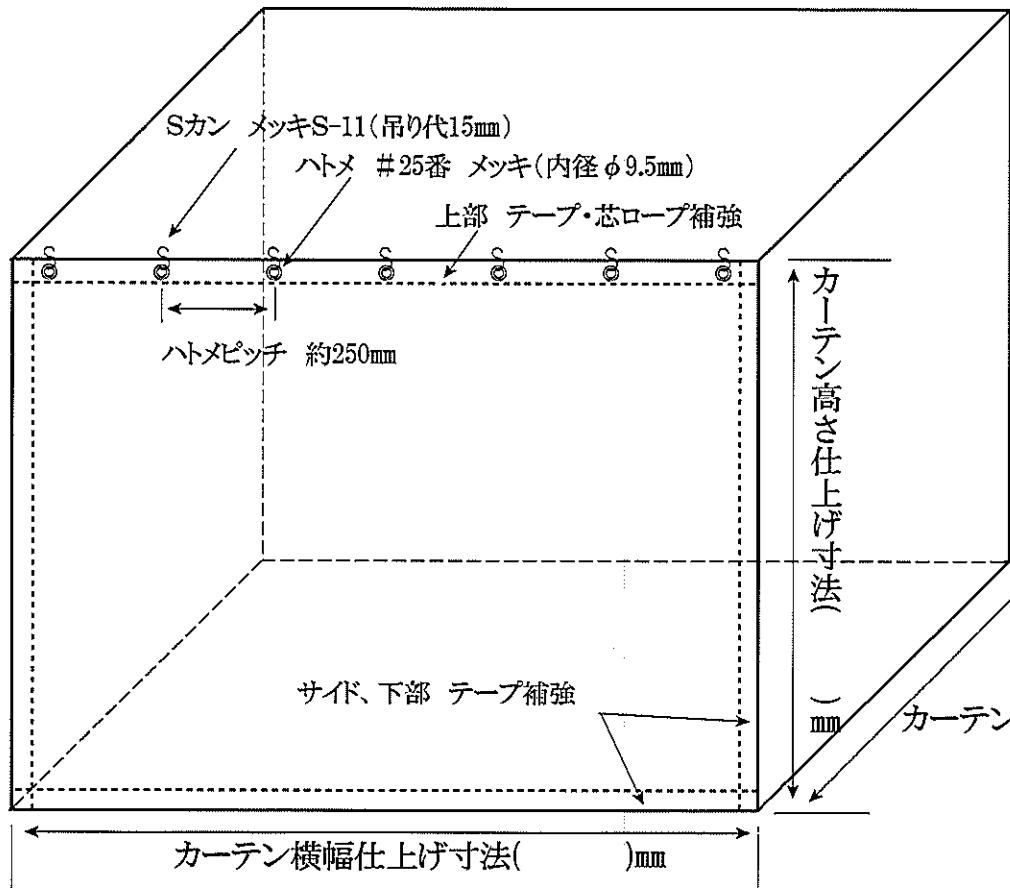 Sカン メッキS-11(吊り代15mm)
ハトメ #25番 メッキ(内径φ9.5mm)
上部 テープ・芯ロープ補強
ハトメピッチ 約250mm
カーテン高さ仕上げ寸法( )mm
サイド、下部 テープ補強
カーテン
カーテン横幅仕上げ寸法( )mm